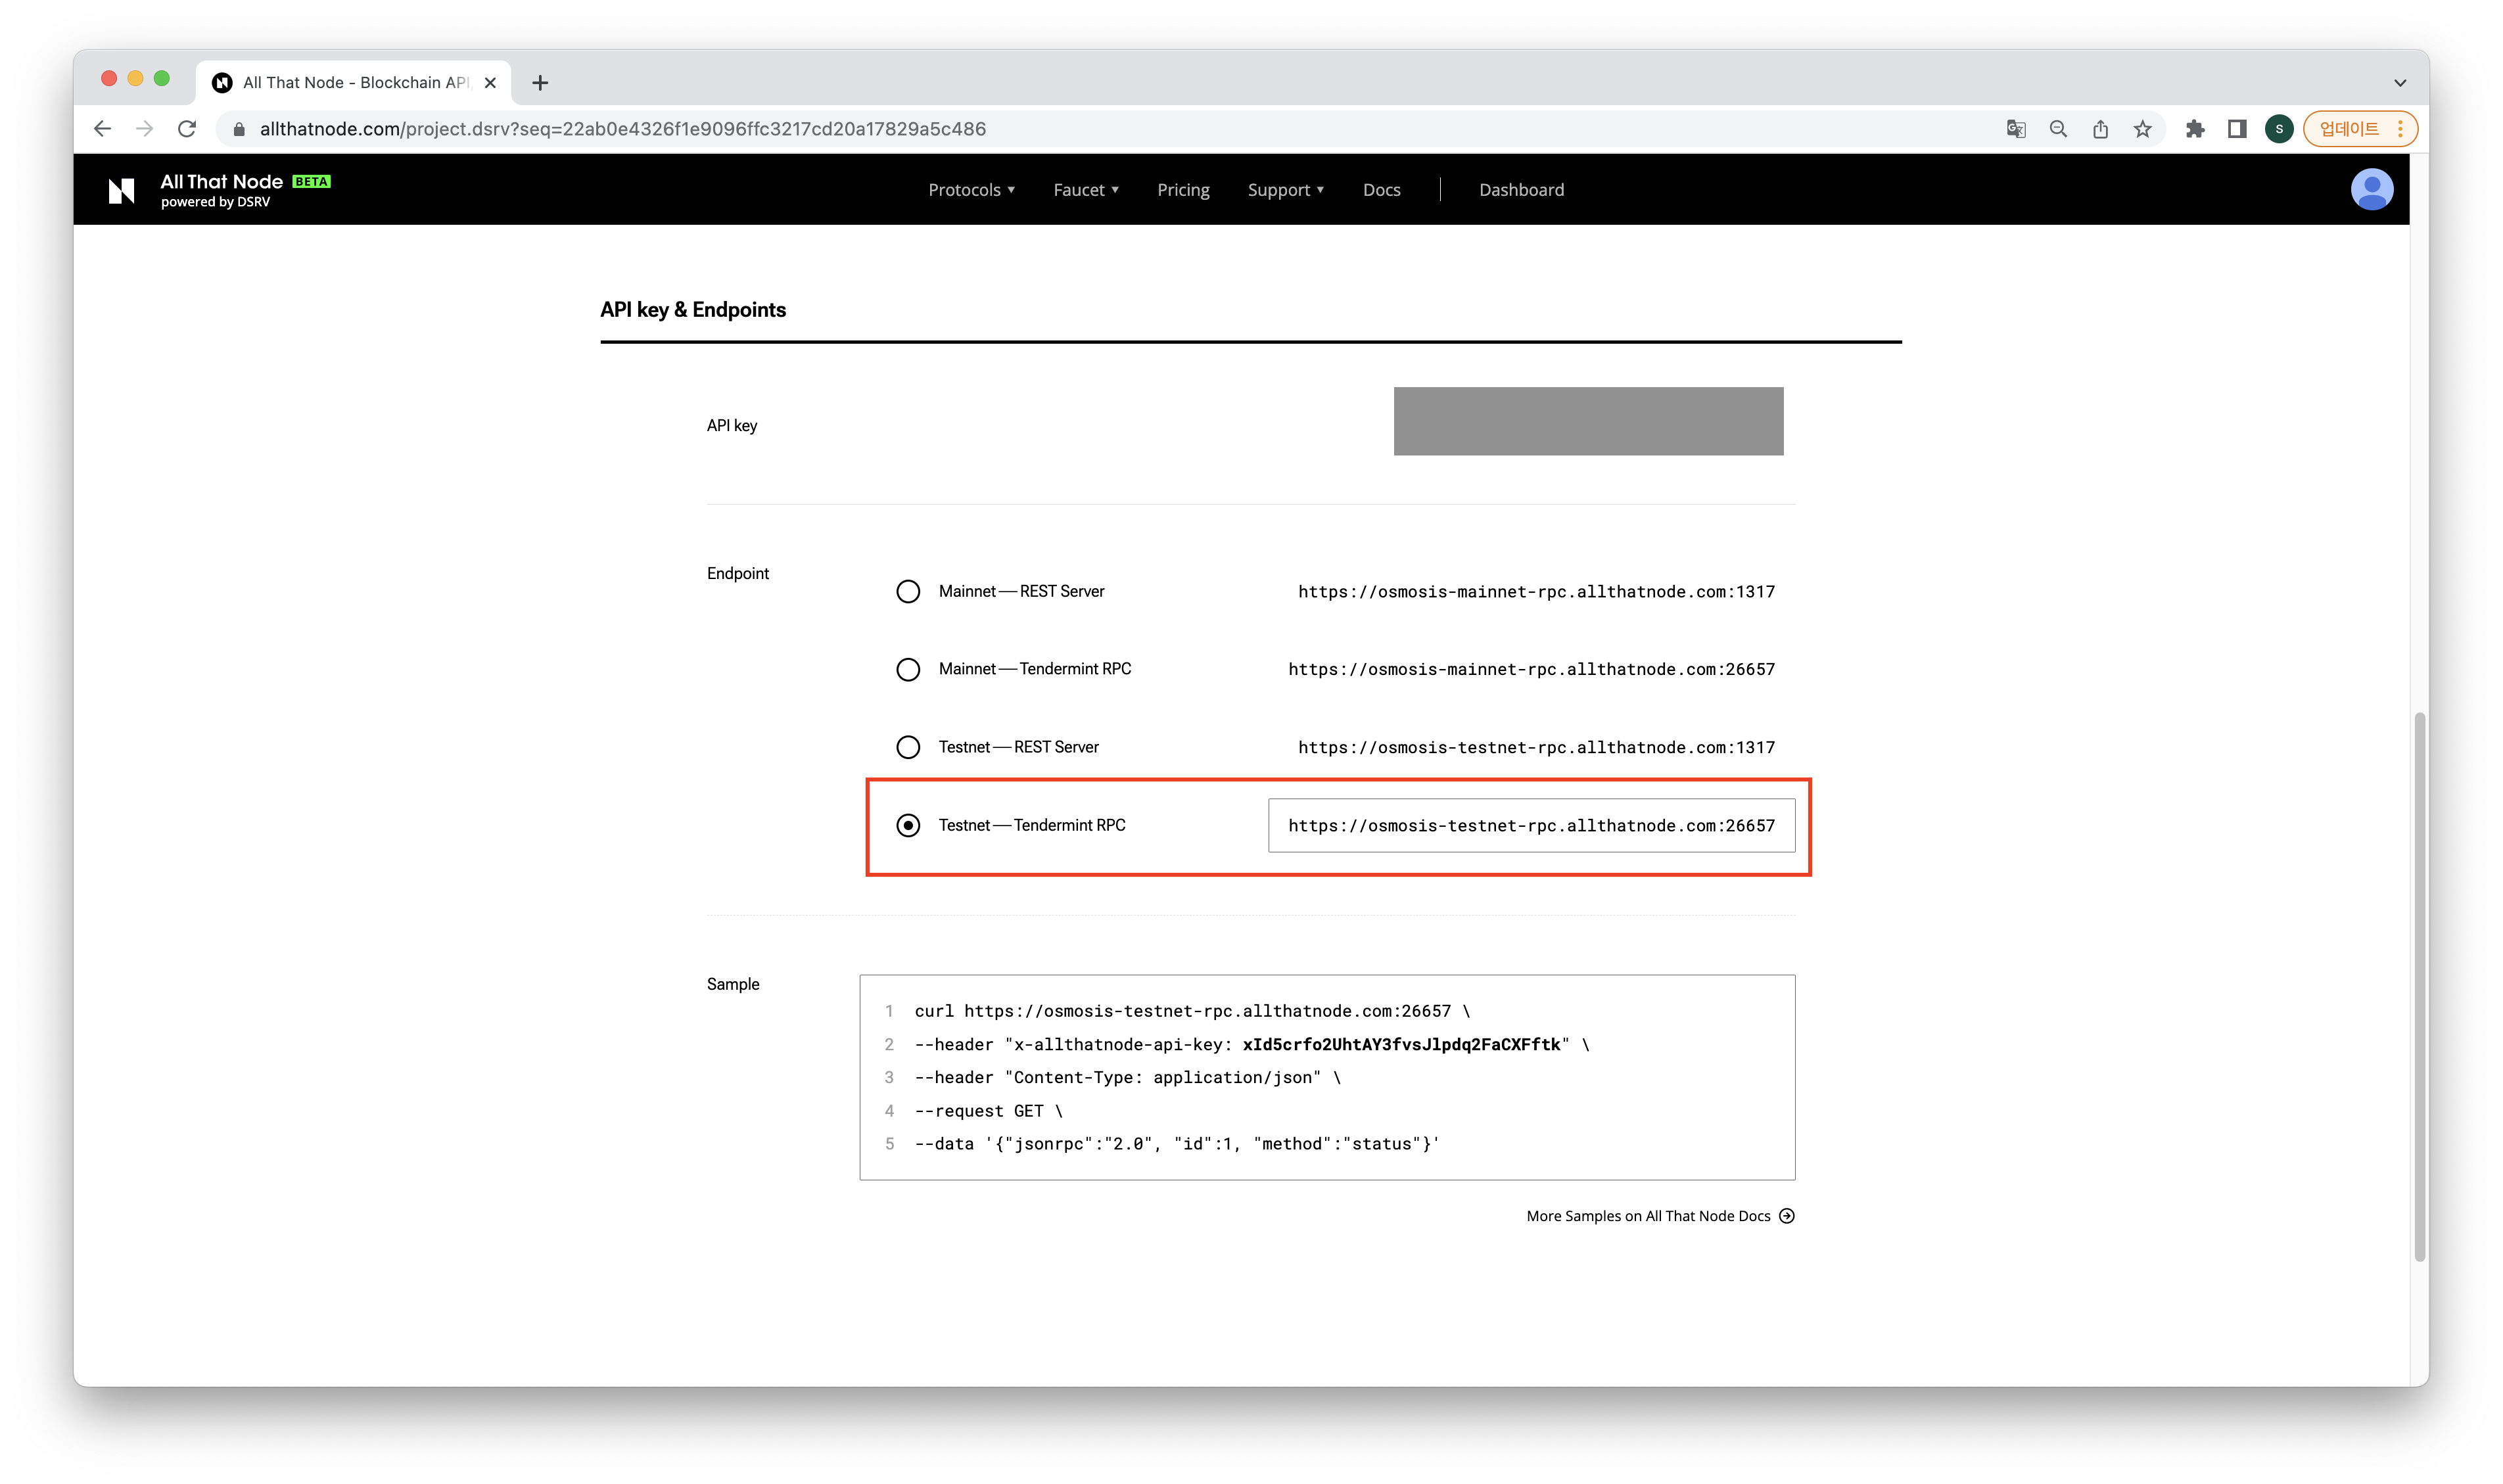 All That Node - Blockchain API
allthatnode.com/project.dsrv?seq=22ab0e4326f1e9096ffc3217cd20a17829a5c486
S
업데이트
All That Node BETA
powered by DSRV
Protocols ▼ Faucet ▼ Pricing Support ▼ Docs Dashboard
API key & Endpoints
API key
Endpoint
Mainnet — REST Server https://osmosis-mainnet-rpc.allthatnode.com:1317
Mainnet — Tendermint RPC https://osmosis-mainnet-rpc.allthatnode.com:26657
Testnet — REST Server https://osmosis-testnet-rpc.allthatnode.com:1317
Testnet — Tendermint RPC https://osmosis-testnet-rpc.allthatnode.com:26657
Sample
1 curl https://osmosis-testnet-rpc.allthatnode.com:26657 \
2 --header "x-allthatnode-api-key: xId5crfo2UhtAY3fvsJlpdq2FaCXFftk" \
3 --header "Content-Type: application/json" \
4 --request GET \
5 --data '{"jsonrpc":"2.0", "id":1, "method":"status"}'
More Samples on All That Node Docs